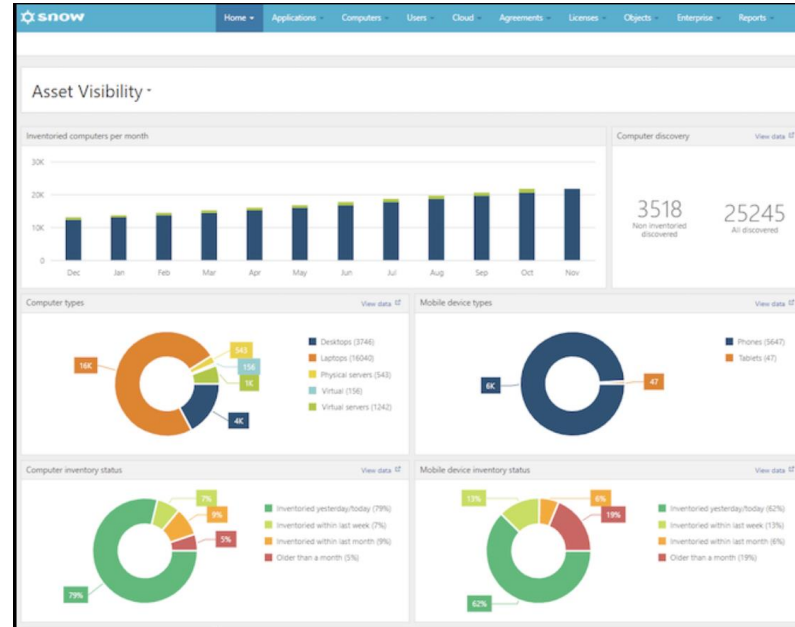 snow
Home Applications Computers Users Cloud Agreements Licenses Objects Enterprise Reports
Asset Visibility
Inventoried computers per month
30K
20K
10K
0
Dec Jan Feb Mar Apr May Jun Jul Aug Sep Oct Nov
Computer discovery View data
3518
Non inventoried
discovered
25245
All discovered
Computer types View data
16K
543
156
1K
4K
Desktops (3746)
Laptops (16040)
Physical servers (543)
Virtual (156)
Virtual servers (1242)
Mobile device types View data
6K
47
Phones (5647)
Tablets (47)
Computer inventory status View data
7%
9%
5%
79%
Inventoried yesterday/today (79%)
Inventoried within last week (7%)
Inventoried within last month (9%)
Older than a month (5%)
Mobile device inventory status View data
13%
6%
19%
62%
Inventoried yesterday/today (62%)
Inventoried within last week (13%)
Inventoried within last month (6%)
Older than a month (19%)